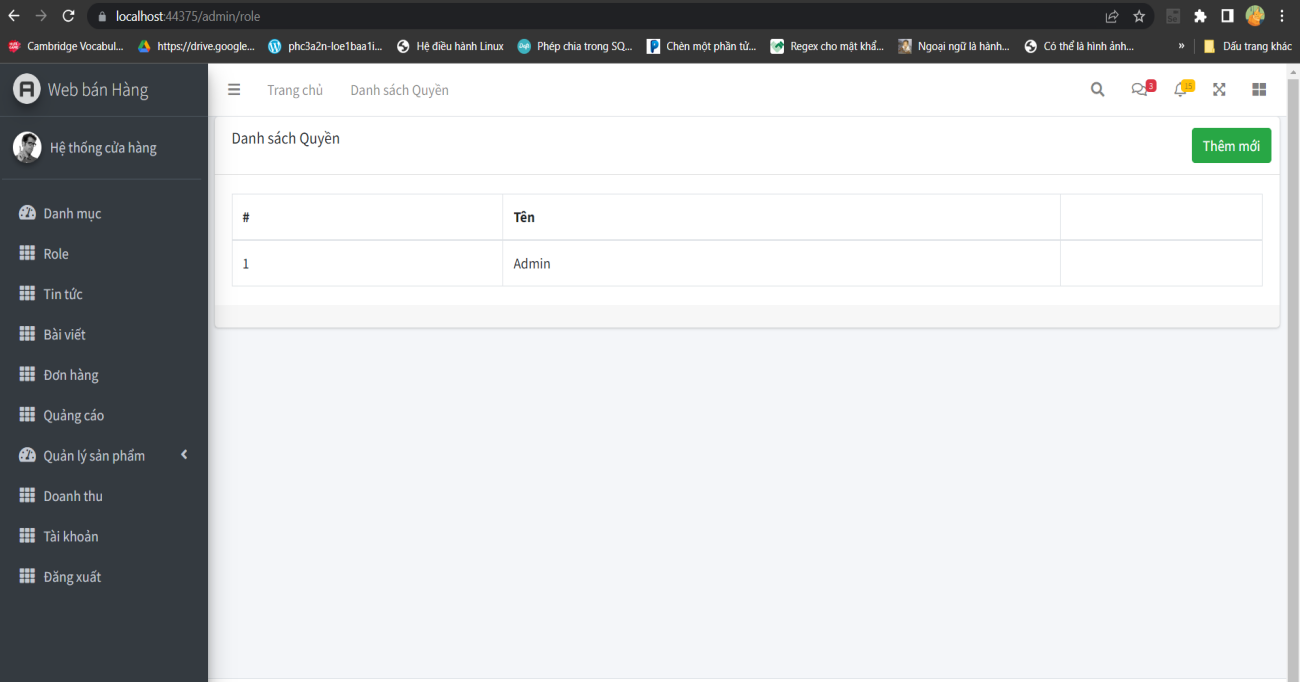 localhost:44375/admin/role
Cambridge Vocabul... https://drive.google... phc3a2n-loe1baa1i... Hệ điều hành Linux Phép chia trong SQ... Chèn một phần tử... Regex cho mật khẩ... Ngoại ngữ là hành... Có thể là hình ảnh... » Dấu trang khác
Web bán Hàng
Trang chủ Danh sách Quyền
3 15
Hệ thống cửa hàng
Danh sách Quyền
Thêm mới
# Tên
1 Admin
Danh mục
Role
Tin tức
Bài viết
Đơn hàng
Quảng cáo
Quản lý sản phẩm
Doanh thu
Tài khoản
Đăng xuất